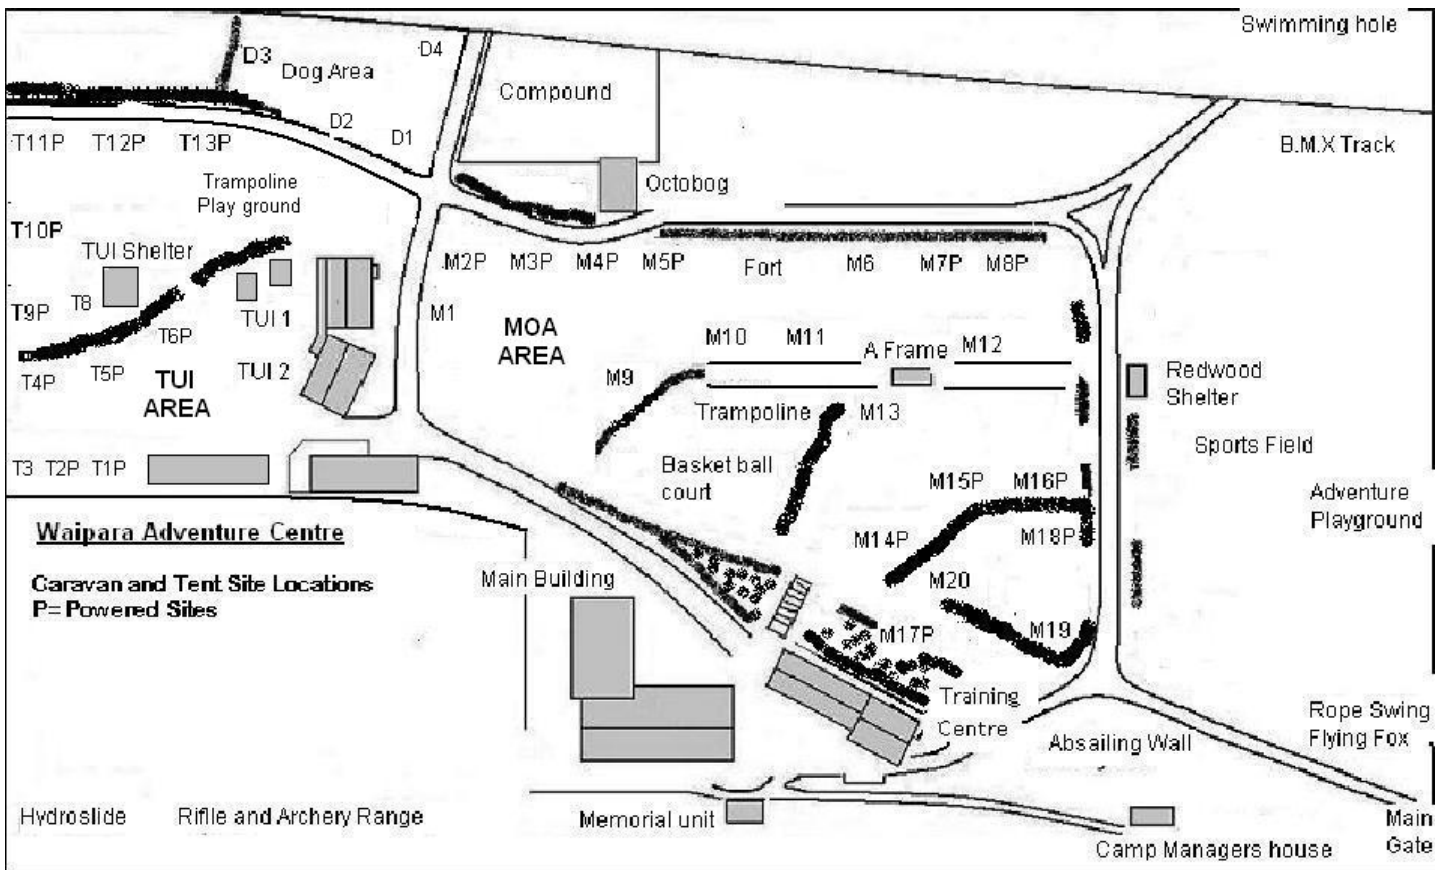 Swimming hole
D3
D4
Dog Area
Compound
D2
D1
T11P T12P T13P
B.M.X Track
Trampoline
Play ground
Octobog
T10P
TUI Shelter
M2P M3P M4P M5P Fort M6 M7P M8P
T8
T9P
TUI 1
M1
T6P
MOA
AREA
M10 M11
A Frame
M12
T4P
T5P
TUI 2
TUI
AREA
M9
Redwood
Shelter
Trampoline
M13
Sports Field
T3 T2P T1P
Basket ball
court
M15P M16P
Adventure
Playground
Waipara Adventure Centre
M14P
M18P
Caravan and Tent Site Locations
P= Powered Sites
Main Building
M20
M17P
M19
Training
Centre
Rope Swing
Flying Fox
Absailing Wall
Hydroslide
Riflle and Archery Range
Memorial unit
Main
Gate
Camp Managers house